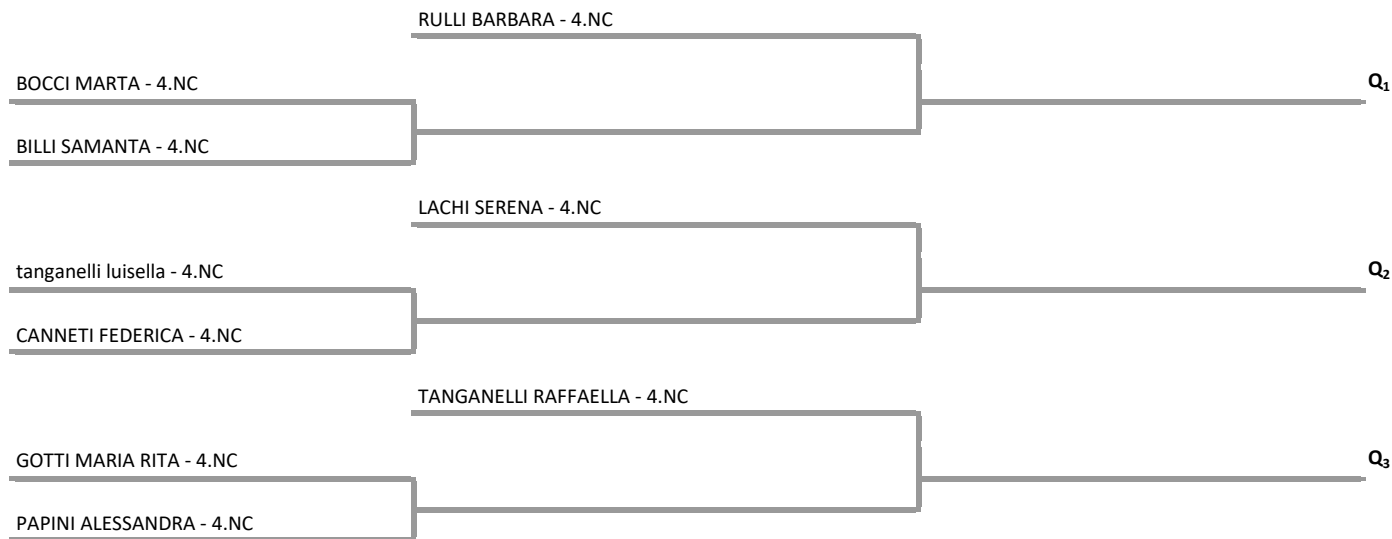 RULLI BARBARA - 4.NC
BOCCI MARTA - 4.NC
Q₁
BILLI SAMANTA - 4.NC
LACHI SERENA - 4.NC
tanganelli luisella - 4.NC
Q₂
CANNETI FEDERICA - 4.NC
TANGANELLI RAFFAELLA - 4.NC
GOTTI MARIA RITA - 4.NC
Q₃
PAPINI ALESSANDRA - 4.NC